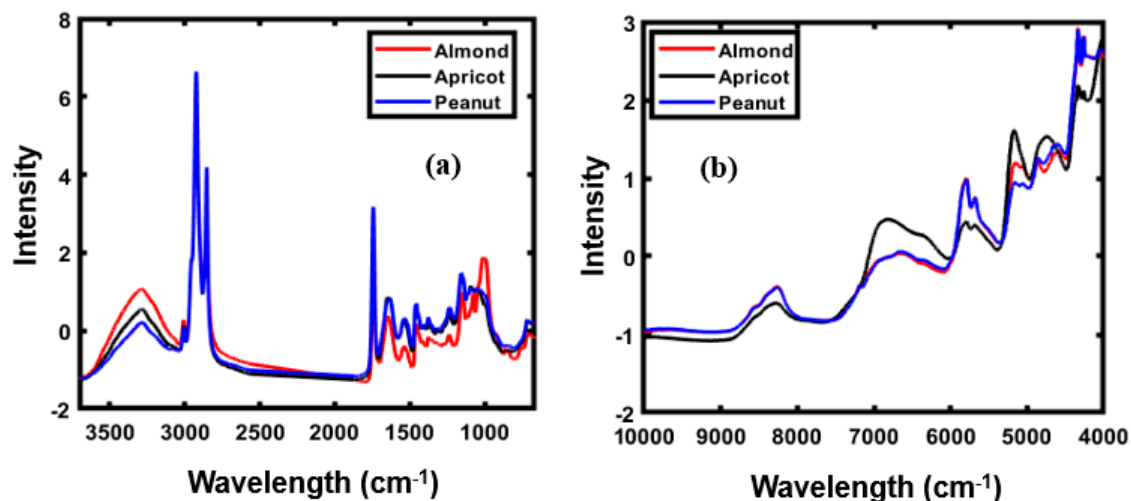 8
6
4
2
0
-2
3500 3000 2500 2000 1500 1000
Intensity
Wavelength (cm-1)
Almond
Apricot
Peanut
(a)
3
2
1
0
-1
-2
10000 9000 8000 7000 6000 5000 4000
Intensity
Wavelength (cm-1)
Almond
Apricot
Peanut
(b)